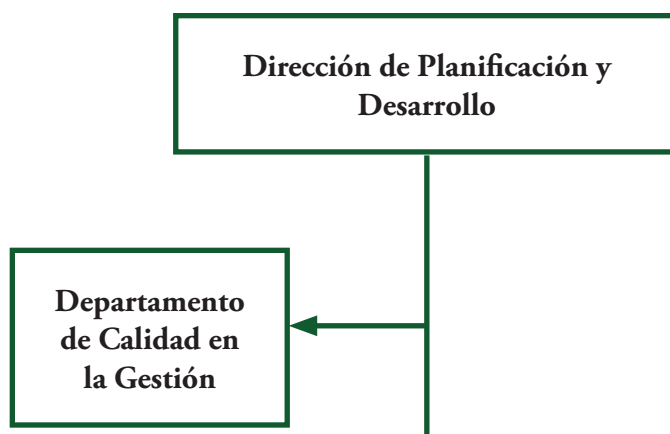 Dirección de Planificación y
Desarrollo
Departamento
de Calidad en
la Gestión